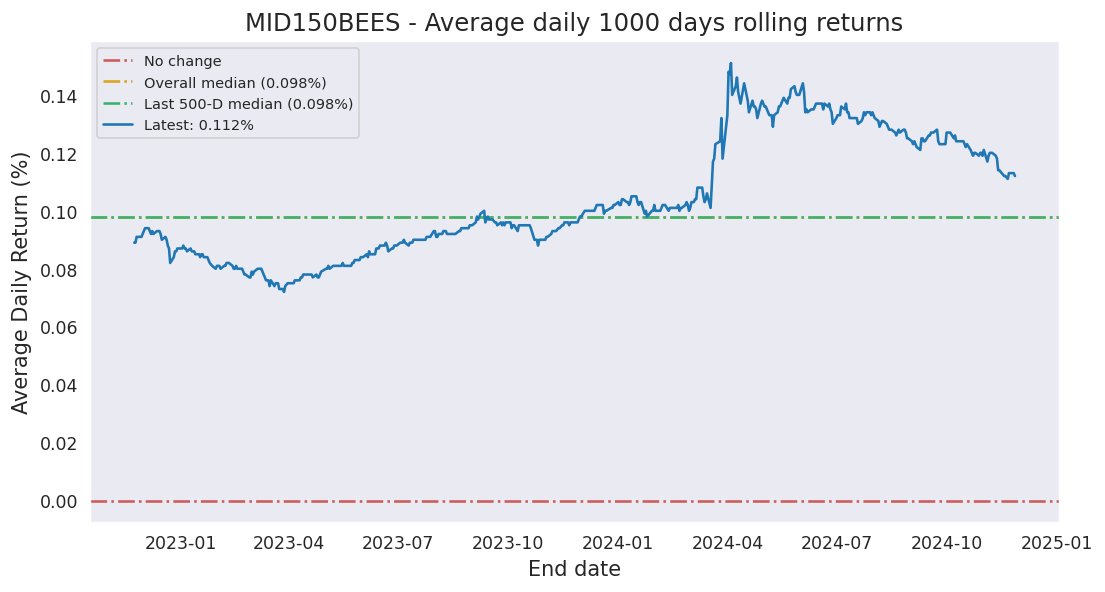 MID150BEES - Average daily 1000 days rolling returns
No change
Overall median (0.098%)
Last 500-D median (0.098%)
Latest: 0.112%
Average Daily Return (%)
0.14
0.12
0.10
0.08
0.06
0.04
0.02
0.00
2023-01 2023-04 2023-07 2023-10 2024-01 2024-04 2024-07 2024-10 2025-01
End date